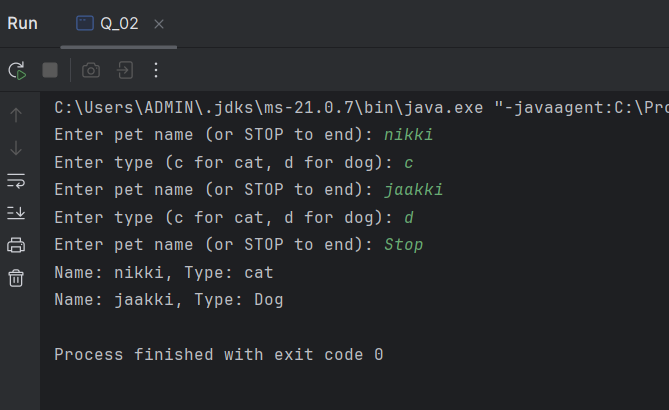 Run Q_02
C:\Users\ADMIN\.jdks\ms-21.0.7\bin\java.exe "-javaagent:C:\Pro
Enter pet name (or STOP to end): nikki
Enter type (c for cat, d for dog): c
Enter pet name (or STOP to end): jaakki
Enter type (c for cat, d for dog): d
Enter pet name (or STOP to end): Stop
Name: nikki, Type: cat
Name: jaakki, Type: Dog
Process finished with exit code 0